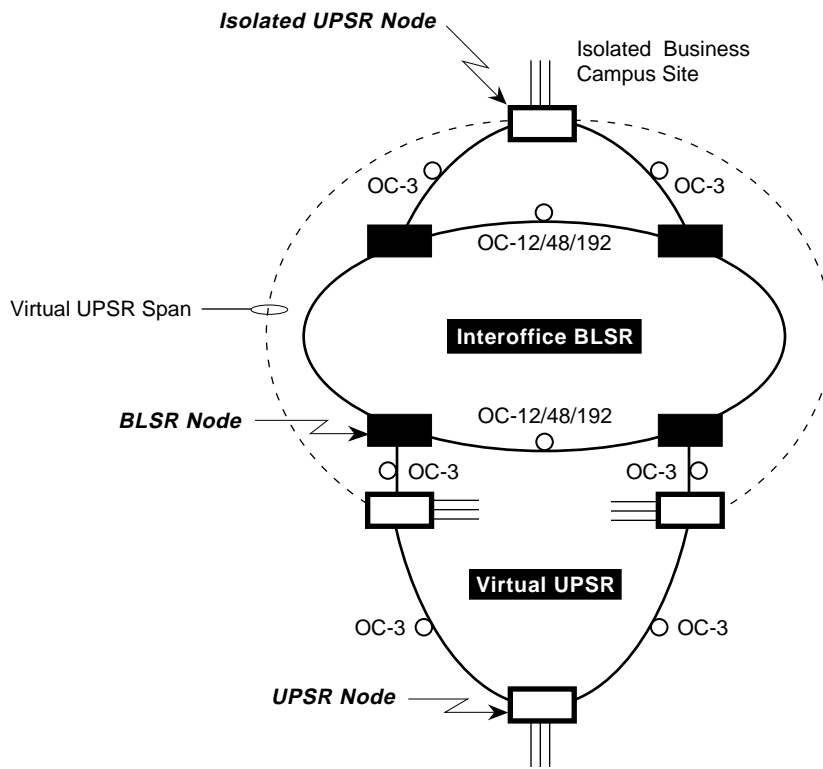 Isolated UPSR Node
Isolated Business
Campus Site
OC-3
OC-3
OC-12/48/192
Virtual UPSR Span
Interoffice BLSR
BLSR Node
OC-12/48/192
OC-3
OC-3
Virtual UPSR
OC-3
OC-3
UPSR Node